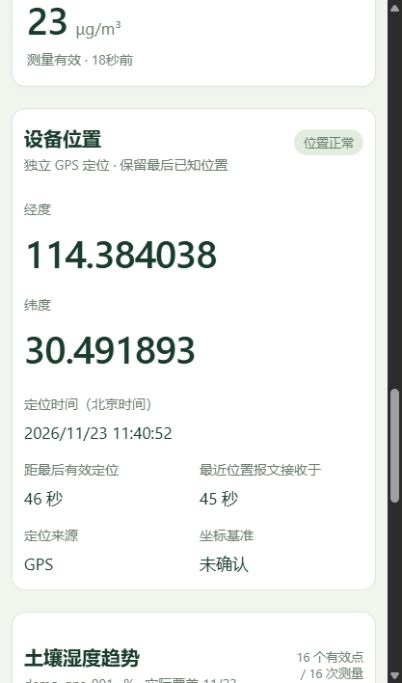 23 μg/m³
测量有效 · 18秒前
设备位置
位置正常
独立 GPS 定位 · 保留最后已知位置
经度
114.384038
纬度
30.491893
定位时间（北京时间）
2026/11/23 11:40:52
距最后有效定位 最近位置报文接收于
46 秒 45 秒
定位来源 坐标基准
GPS 未确认
土壤湿度趋势
16 个有效点
/ 16 次测量